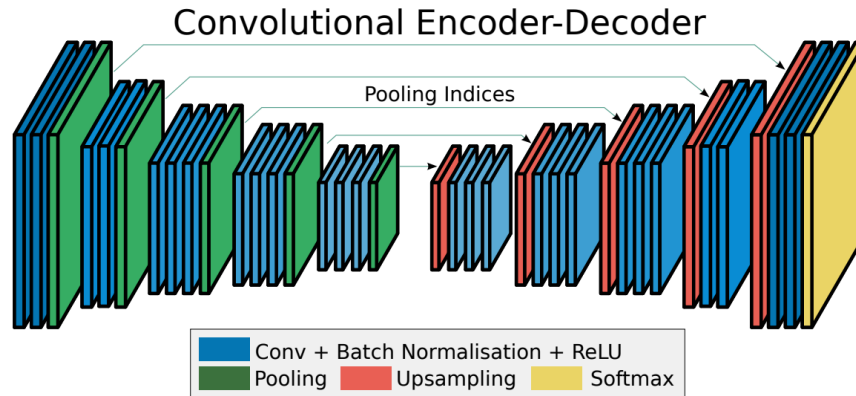 Convolutional Encoder-Decoder
Pooling Indices
Conv + Batch Normalisation + ReLU
Pooling Upsampling Softmax